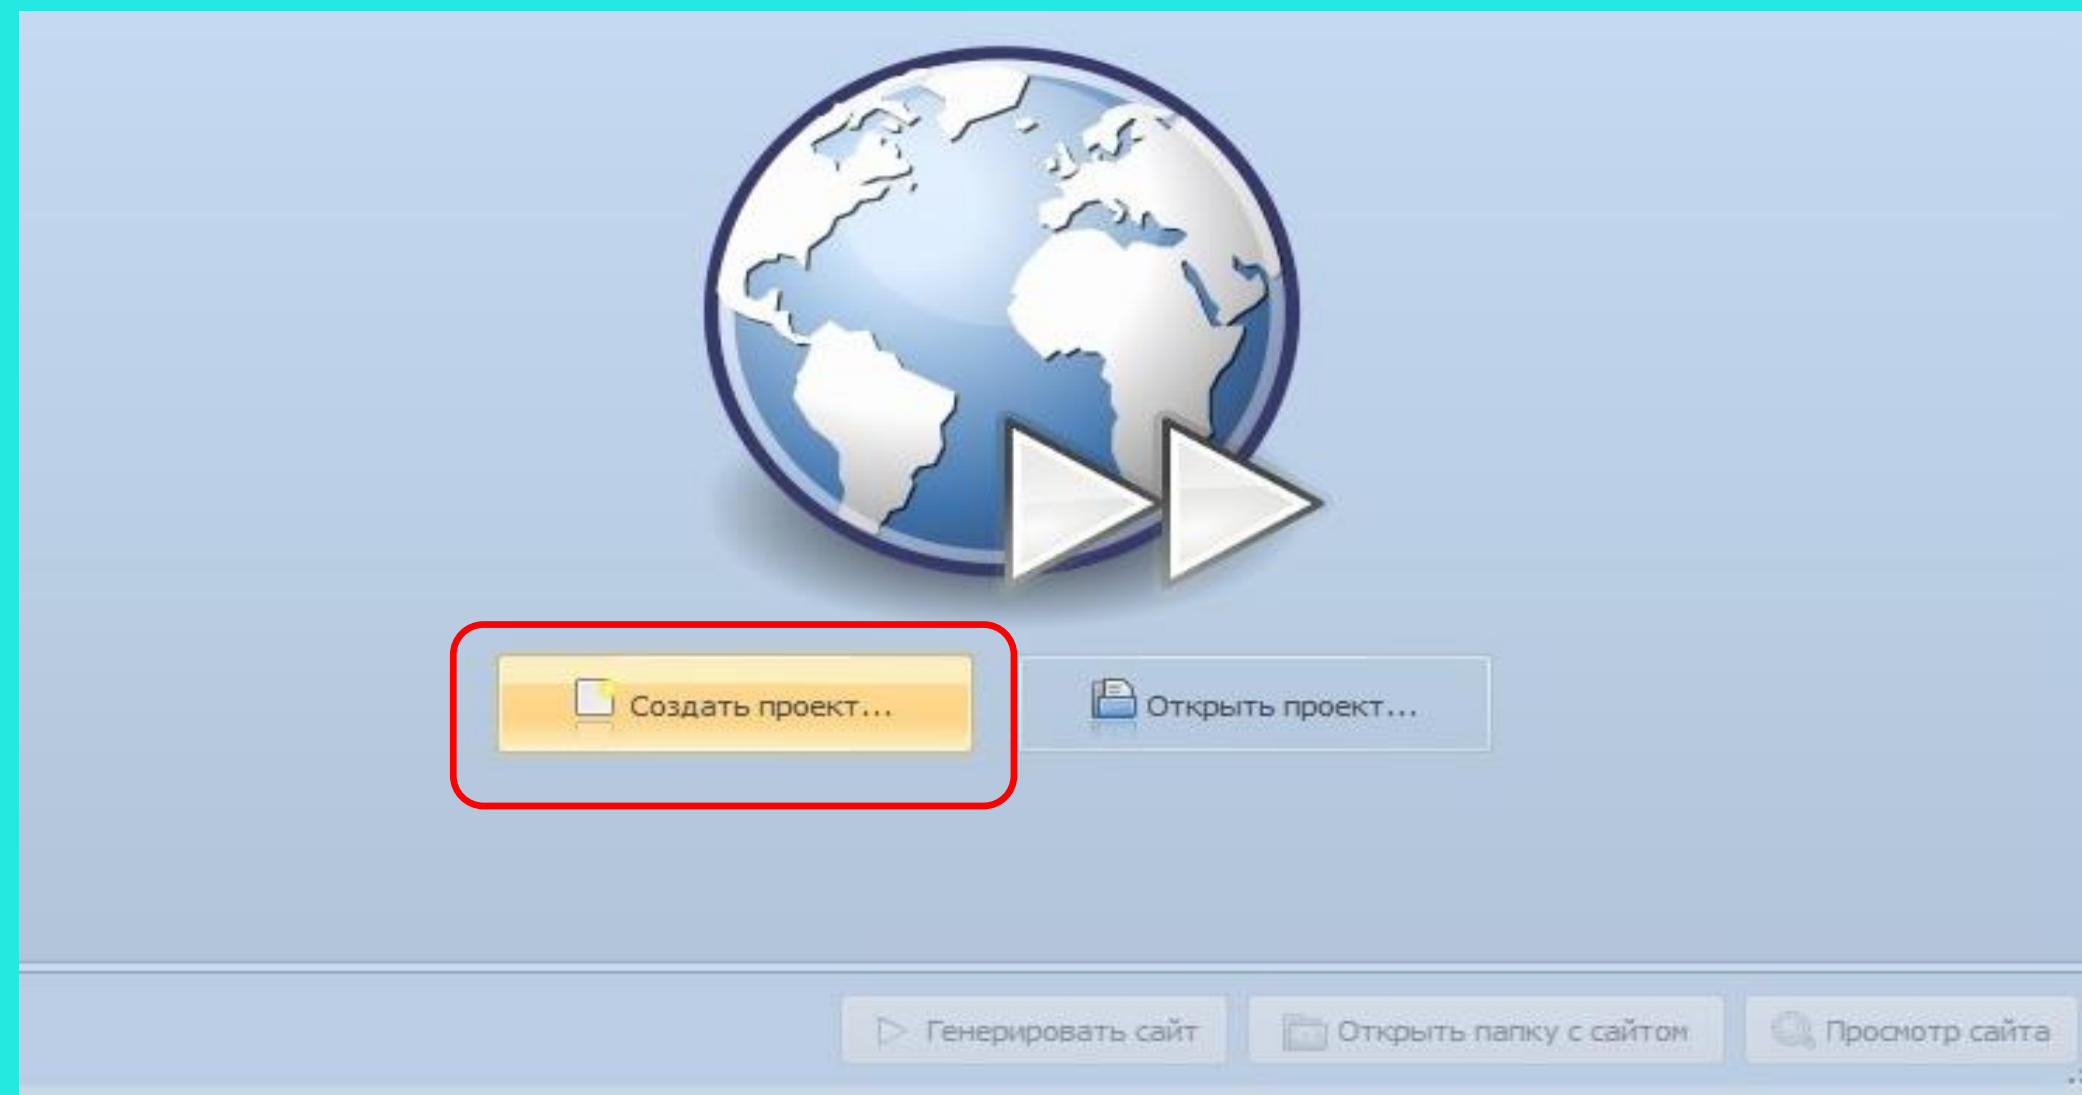 Создать проект...
Открыть проект...
Генерировать сайт
Открыть папку с сайтом
Просмотр сайта